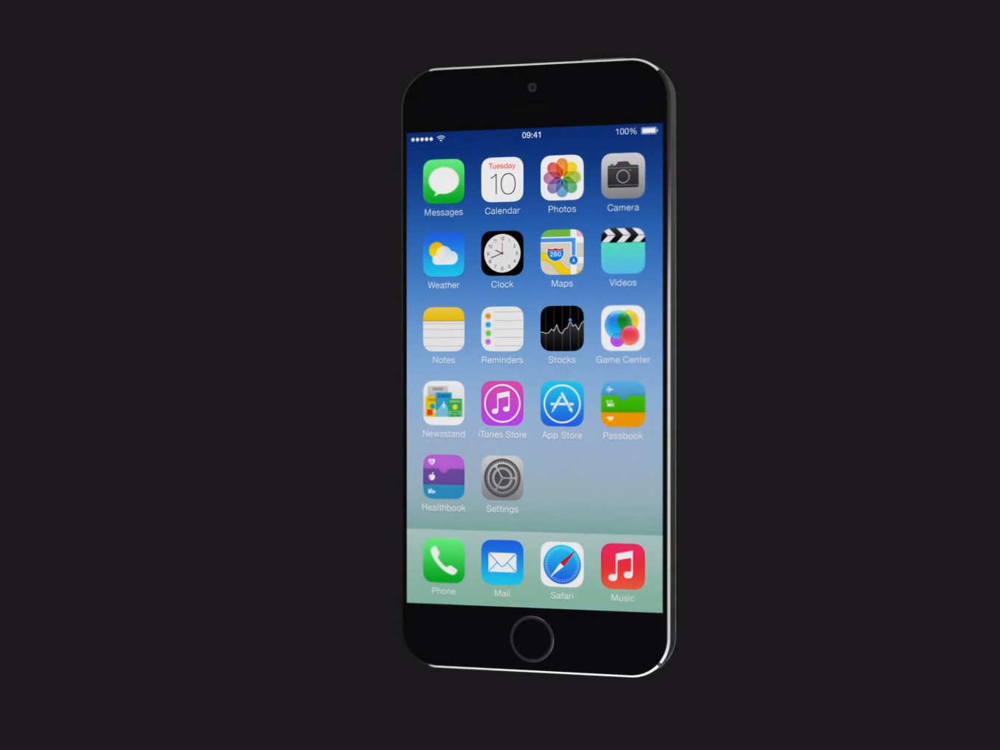 09:41
100%
Tuesday
10
Messages
Calendar
Photos
Camera
280
Weather
Clock
Maps
Videos
Notes
Reminders
Stocks
Game Center
Newsstand
iTunes Store
App Store
Passbook
Healthbook
Settings
Phone
Mail
Safari
Music